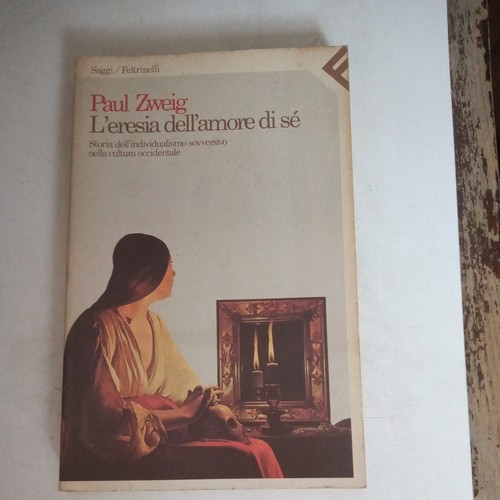 Saggi / Feltrinelli
Paul Zweig
L'eresia dell'amore di sé
Storia dell'individualismo sovversivo
nella cultura occidentale